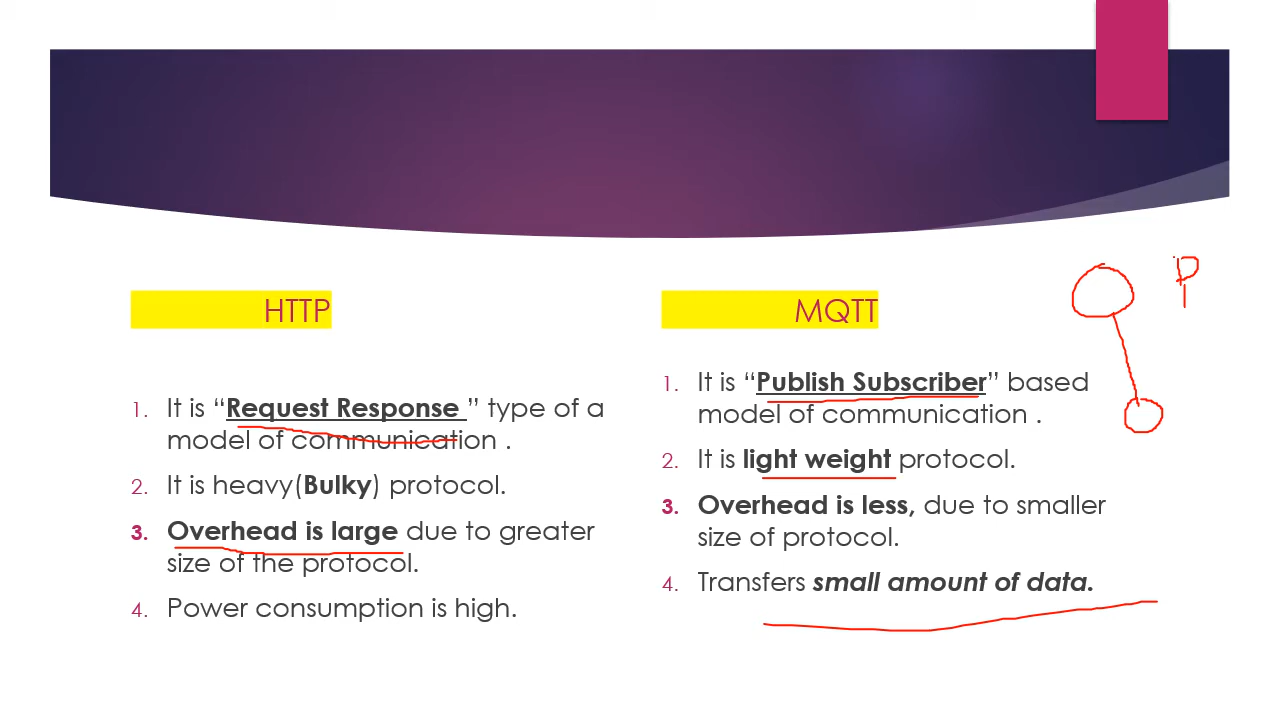 HTTP
1. It is “Request Response ” type of a
model of communication .
2. It is heavy(Bulky) protocol.
3. Overhead is large due to greater
size of the protocol.
4. Power consumption is high.
MQTT
1. It is “Publish Subscriber” based
model of communication .
2. It is light weight protocol.
3. Overhead is less, due to smaller
size of protocol.
4. Transfers small amount of data.
P